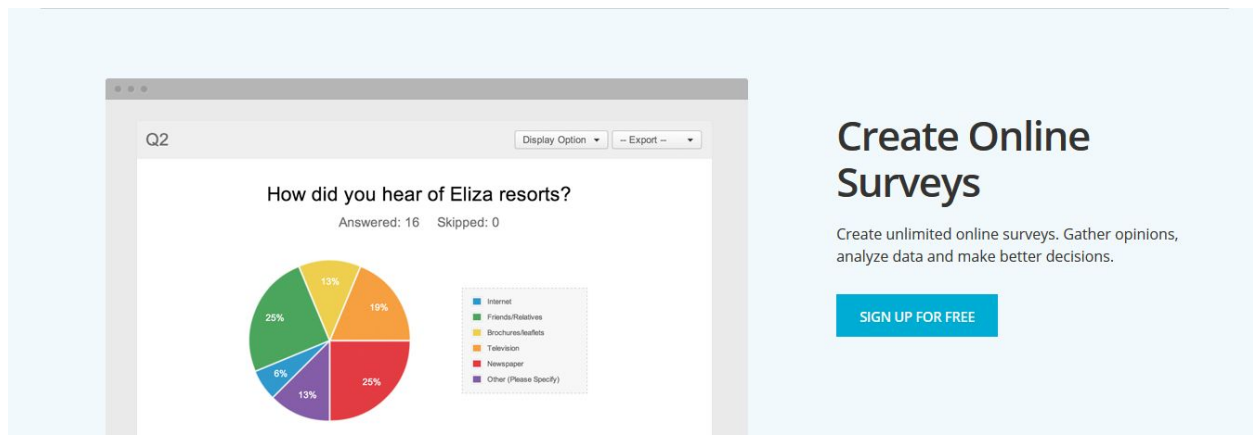 Q2
Display Option
-- Export --
How did you hear of Eliza resorts?
Answered: 16 Skipped: 0
13%
19%
25%
6%
13%
25%
Internet
Friends/Relatives
Brochures/leaflets
Television
Newspaper
Other (Please Specify)
Create Online
Surveys
Create unlimited online surveys. Gather opinions,
analyze data and make better decisions.
SIGN UP FOR FREE